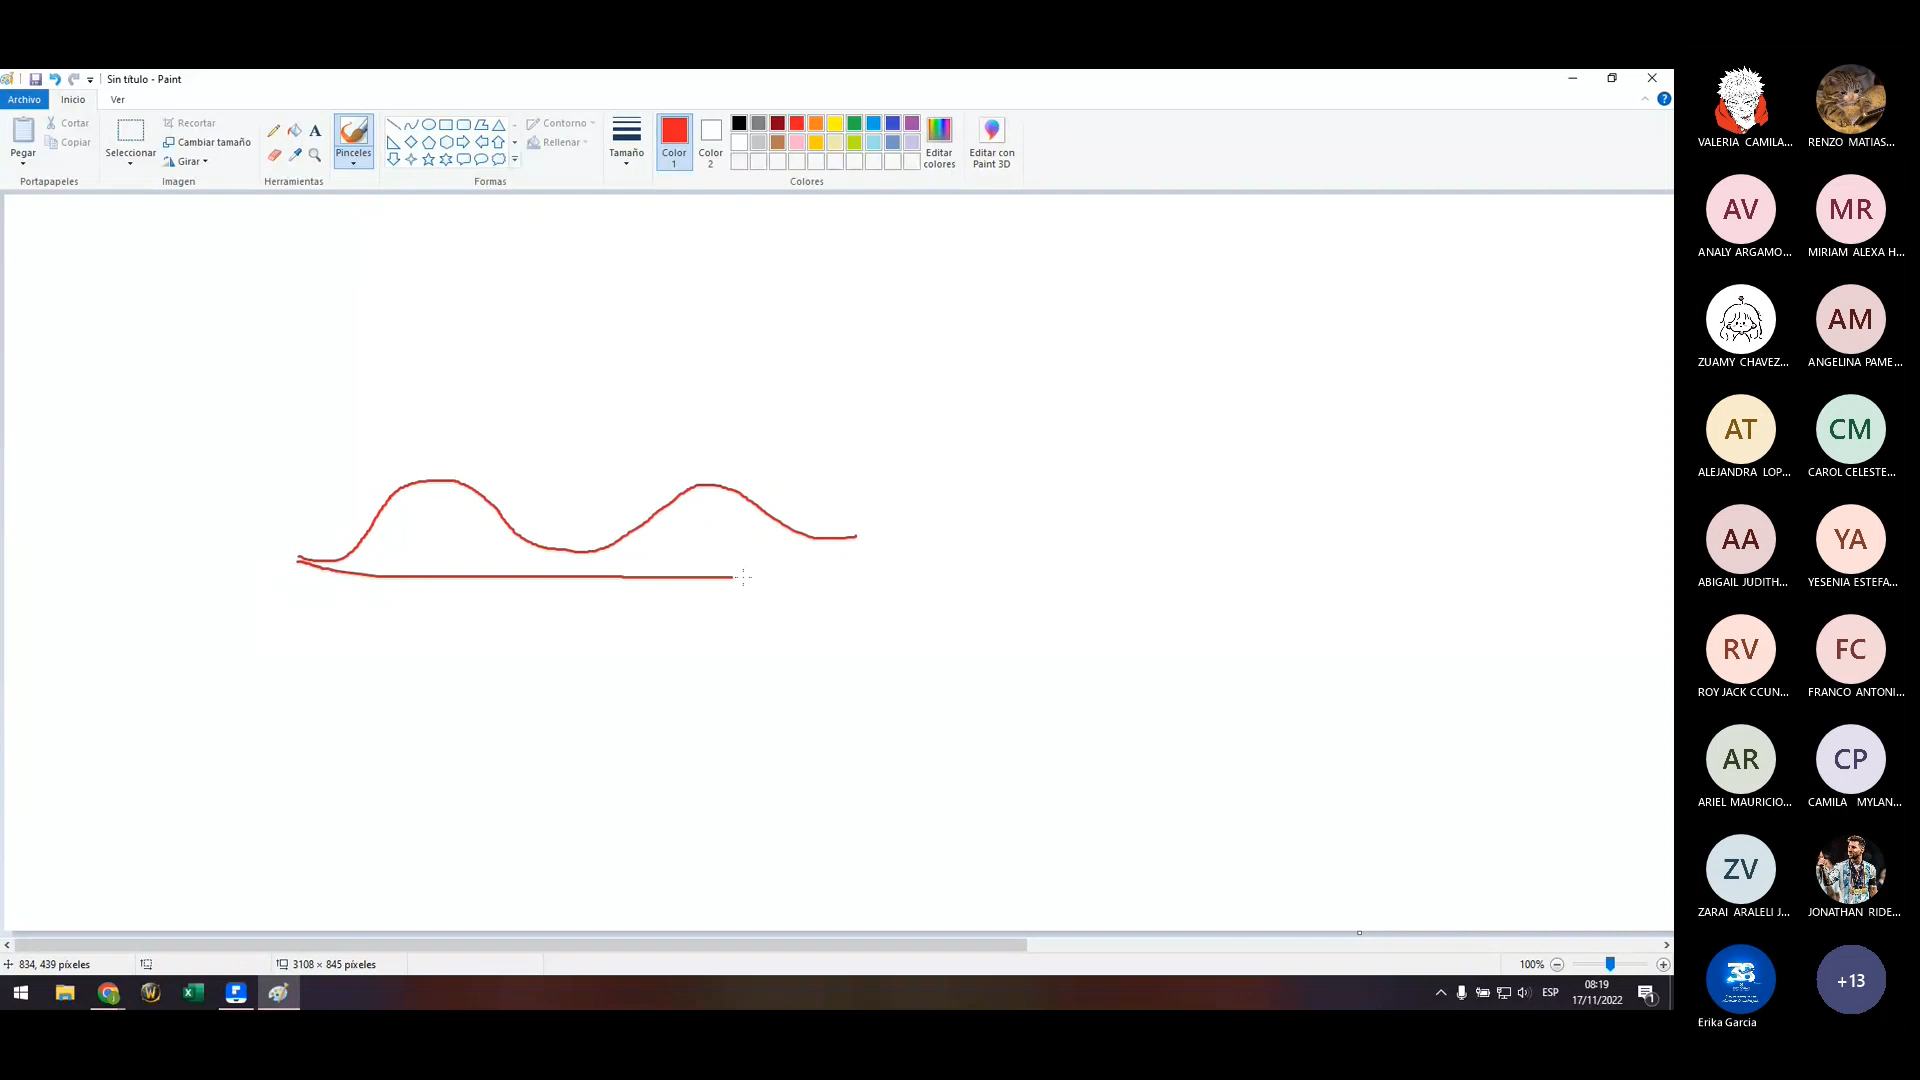 Sin título - Paint
Archivo Inicio Ver
Pegar
Cortar
Copiar
Portapapeles
Seleccionar
Recortar
Cambiar tamaño
Girar
Imagen
A
Herramientas
Pinceles
Contorno
Rellenar
Formas
Tamaño
Color 1
Color 2
Editar colores
Colores
Editar con Paint 3D
?
VALERIA CAMILA...
RENZO MATIAS...
AV
ANALY ARGAMO...
MR
MIRIAM ALEXA H...
ZUAMY CHAVEZ...
AM
ANGELINA PAME...
AT
ALEJANDRA LOP...
CM
CAROL CELESTE...
AA
ABIGAIL JUDITH...
YA
YESENIA ESTEFA...
RV
ROY JACK CCUN...
FC
FRANCO ANTONI...
AR
ARIEL MAURICIO...
CP
CAMILA MYLAN...
ZV
ZARAI ARALELI J...
JONATHAN RIDE...
Erika Garcia
+13
834, 439 píxeles
3108 × 845 píxeles
100%
ESP
08:19
17/11/2022
1